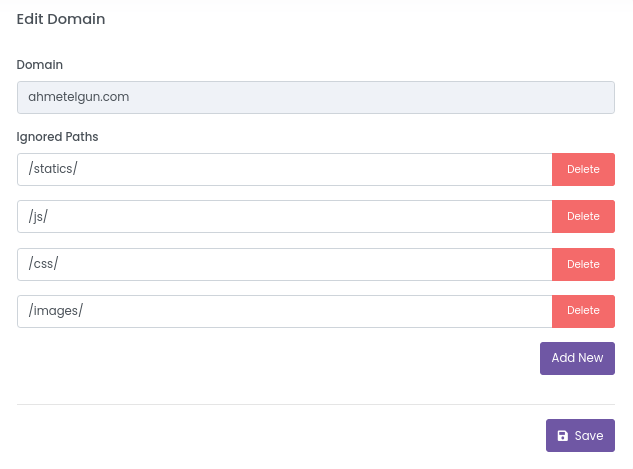 Edit Domain
Domain
ahmetelgun.com
Ignored Paths
/statics/ Delete
/js/ Delete
/css/ Delete
/images/ Delete
Add New
Save